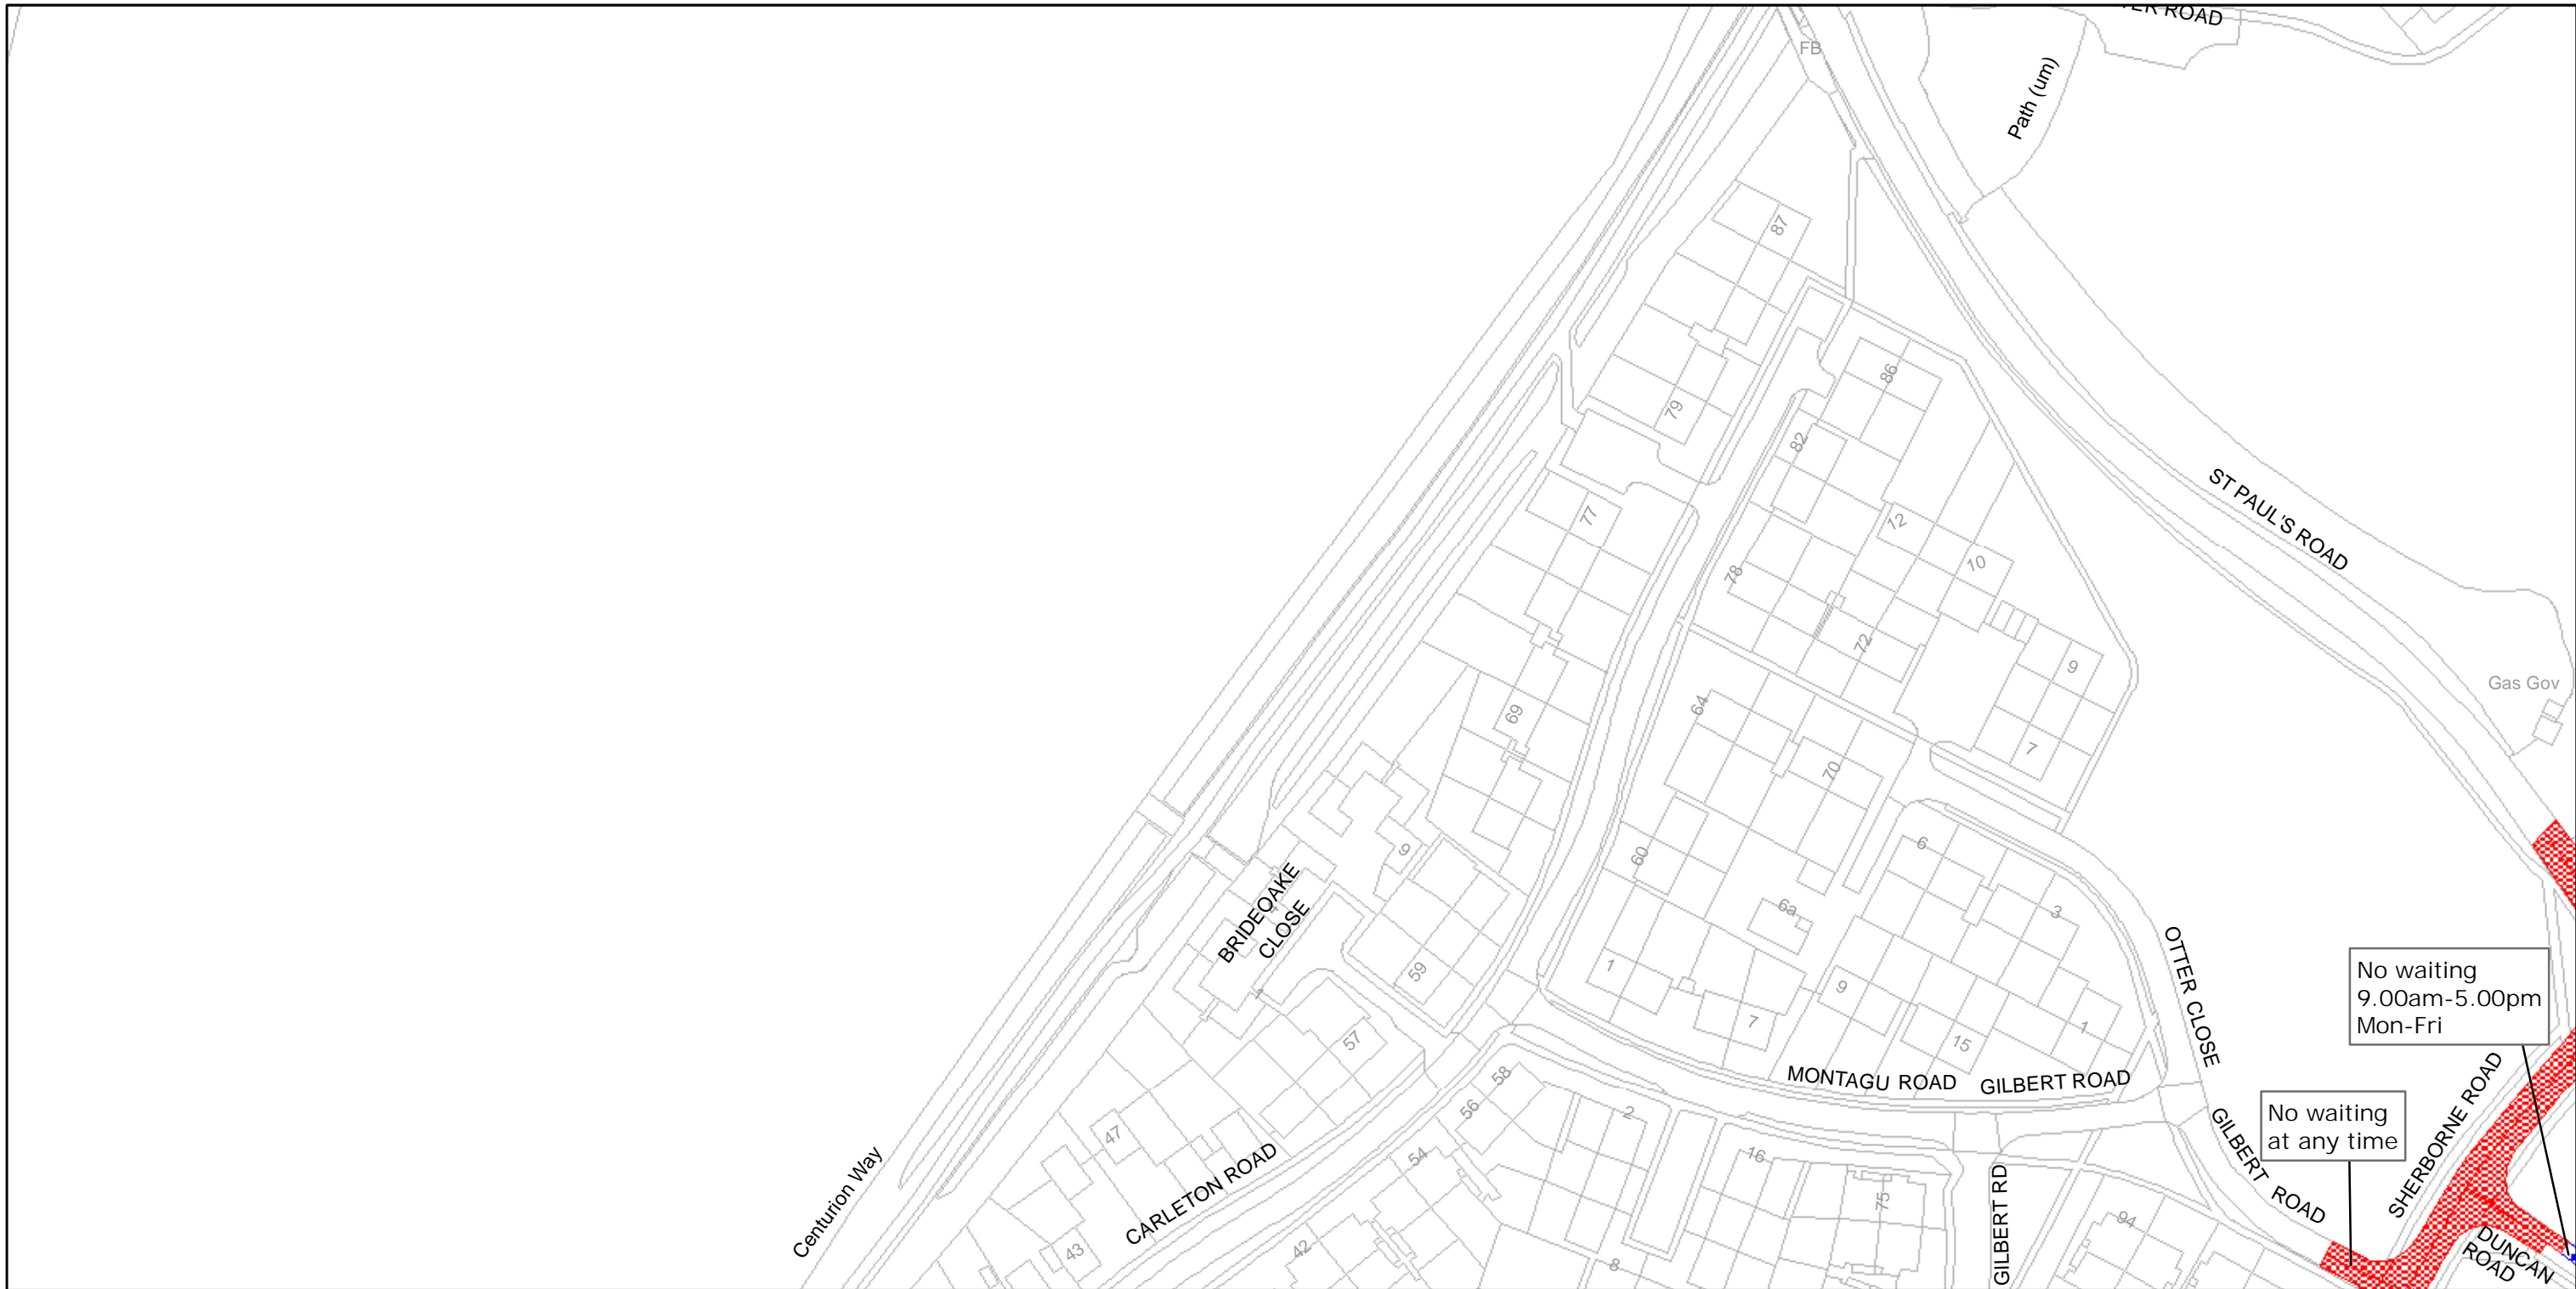 ROAD
FB
Path (um)
87
86
79
82
ST PAUL'S ROAD
77
12
10
78
72
9
Gas Gov
69
64
7
70
9
60
6
BRIDEOAKE
CLOSE
6a
3
59
1
9
OTTER CLOSE
No waiting
9.00am-5.00pm
Mon-Fri
1
7
15
1
57
MONTAGU ROAD
GILBERT ROAD
58
56
2
No waiting
at any time
SHERBORNE ROAD
47
54
16
75
GILBERT ROAD
Centurion Way
CARLETON ROAD
GILBERT RD
94
43
42
8
DUNCAN
ROAD